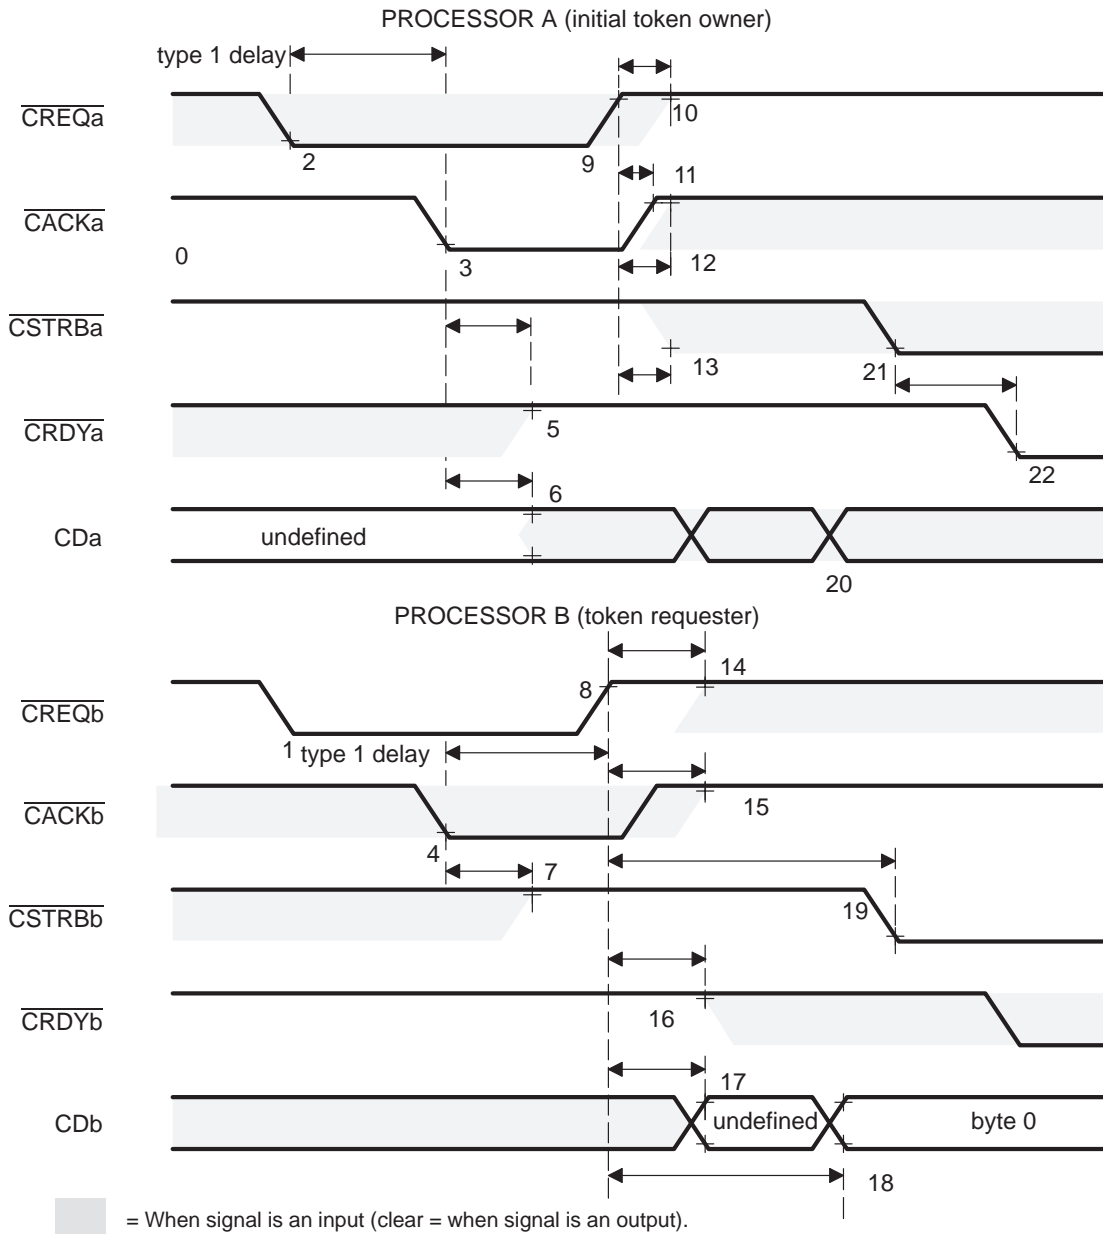 PROCESSOR A (initial token owner)
type 1 delay
CREQa
2
9
10
CACKa
11
0
3
12
CSTRBa
13
21
CRDYa
5
22
6
CDa
undefined
20
PROCESSOR B (token requester)
14
CREQb
8
1 type 1 delay
CACKb
15
4
7
CSTRBb
19
CRDYb
16
17
CDb
undefined
byte 0
18
= When signal is an input (clear = when signal is an output).